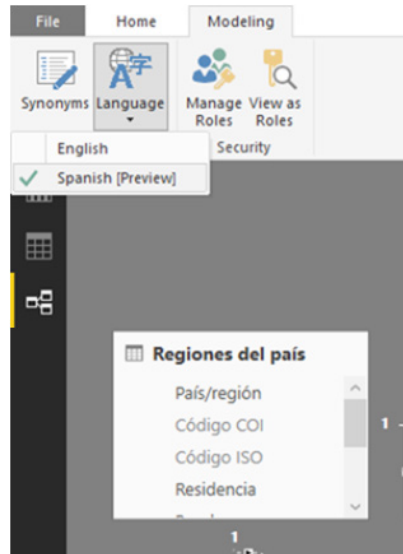 File Home Modeling
Synonyms Language Manage Roles View as Roles
Security
English
Spanish [Preview]
Regiones del país
País/región
Código COI
Código ISO
Residencia
1
1